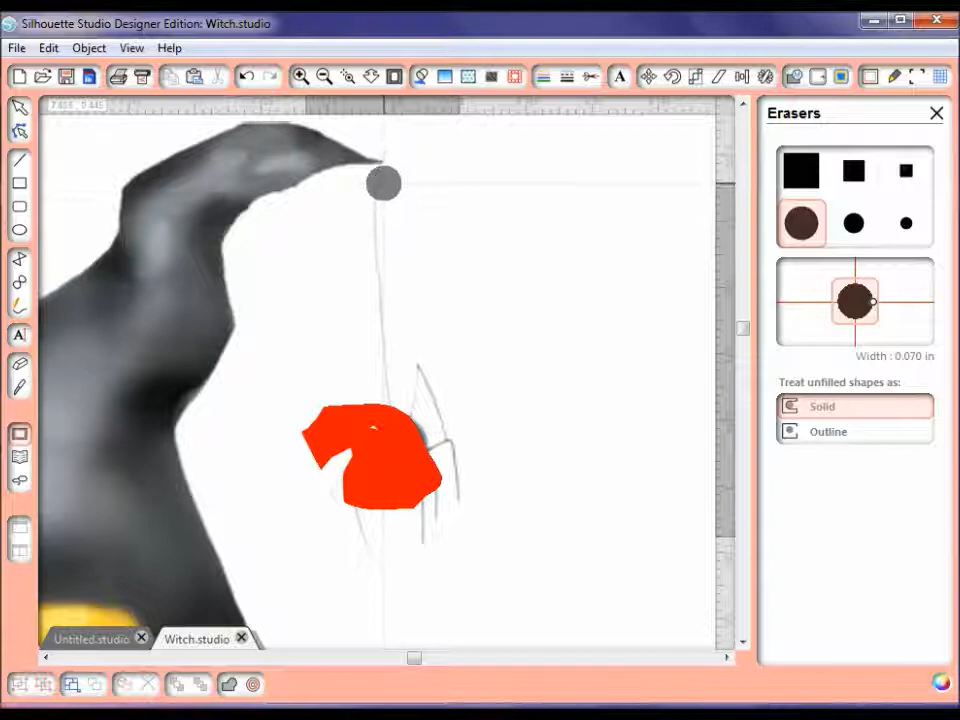 Silhouette Studio Designer Edition: Witch.studio
File Edit Object View Help
Erasers
Width : 0.070 in
Treat unfilled shapes as:
Solid
Outline
Untitled.studio
Witch.studio